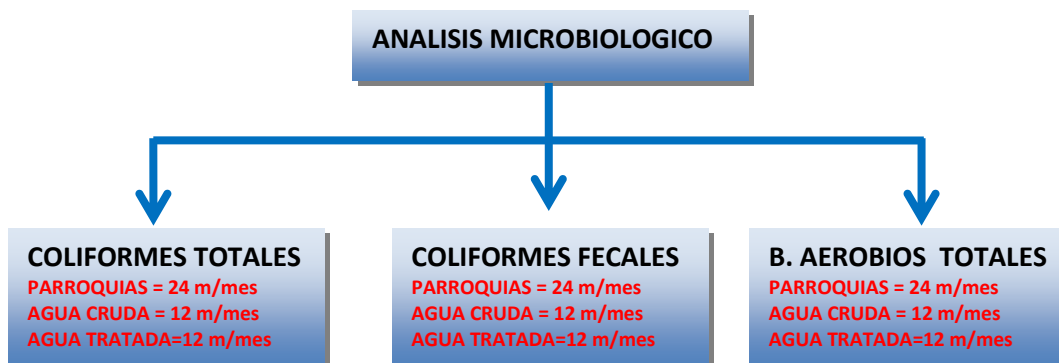 ANALISIS MICROBIOLOGICO
COLIFORMES TOTALES
PARROQUIAS = 24 m/mes
AGUA CRUDA = 12 m/mes
AGUA TRATADA=12 m/mes
COLIFORMES FECALES
PARROQUIAS = 24 m/mes
AGUA CRUDA = 12 m/mes
AGUA TRATADA=12 m/mes
B. AEROBIOS TOTALES
PARROQUIAS = 24 m/mes
AGUA CRUDA = 12 m/mes
AGUA TRATADA=12 m/mes